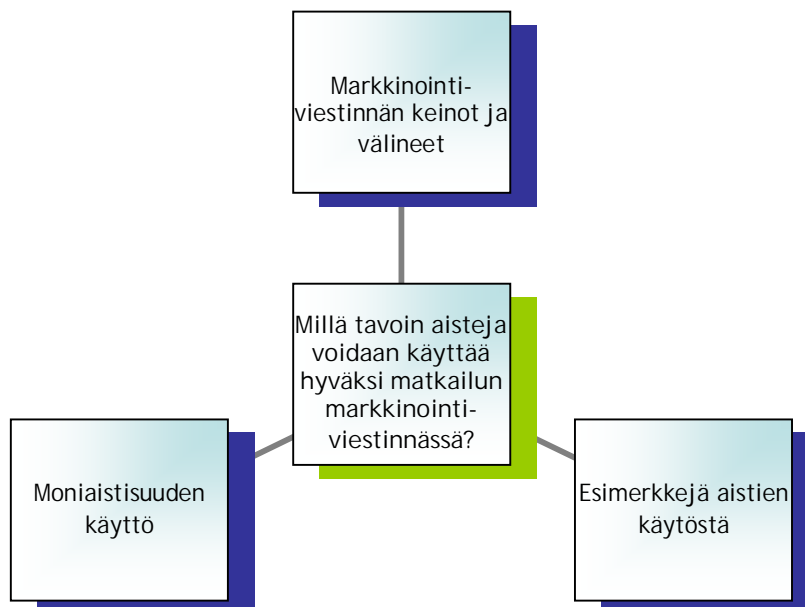 Markkinointi-
viestinnän keinot ja
välineet
Millä tavoin aisteja
voidaan käyttää
hyväksi matkailun
markkinointi-
viestinnässä?
Moniaistisuuden
käyttö
Esimerkkejä aistien
käytöstä